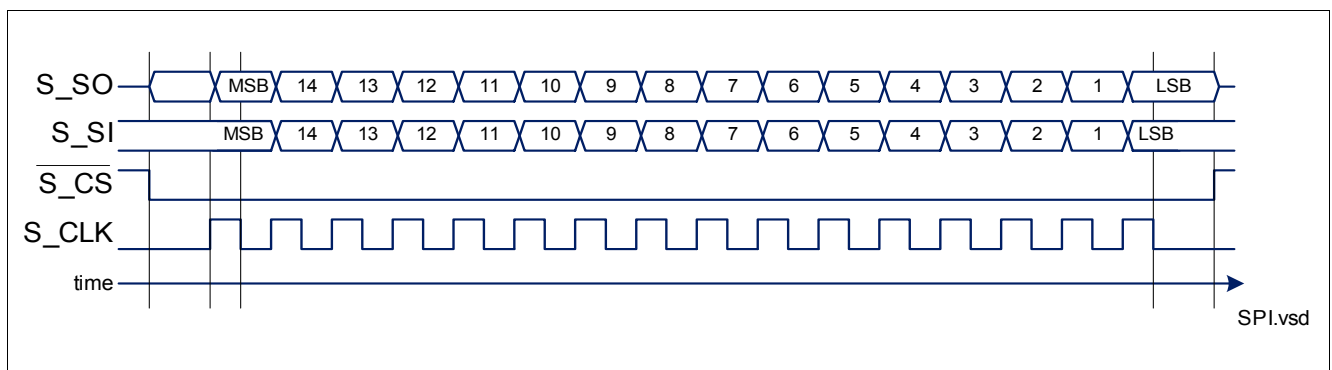 S_SO MSB 14 13 12 11 10 9 8 7 6 5 4 3 2 1 LSB
S_SI MSB 14 13 12 11 10 9 8 7 6 5 4 3 2 1 LSB
S_CS
S_CLK
time
SPI.vsd